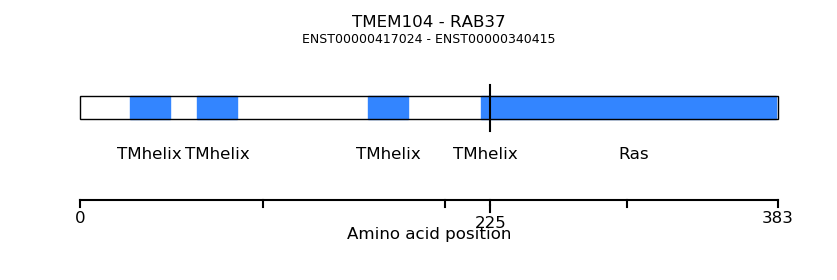 TMEM104 - RAB37
ENST00000417024 - ENST00000340415
TMhelix TMhelix TMhelix TMhelix Ras
0 225 383
Amino acid position